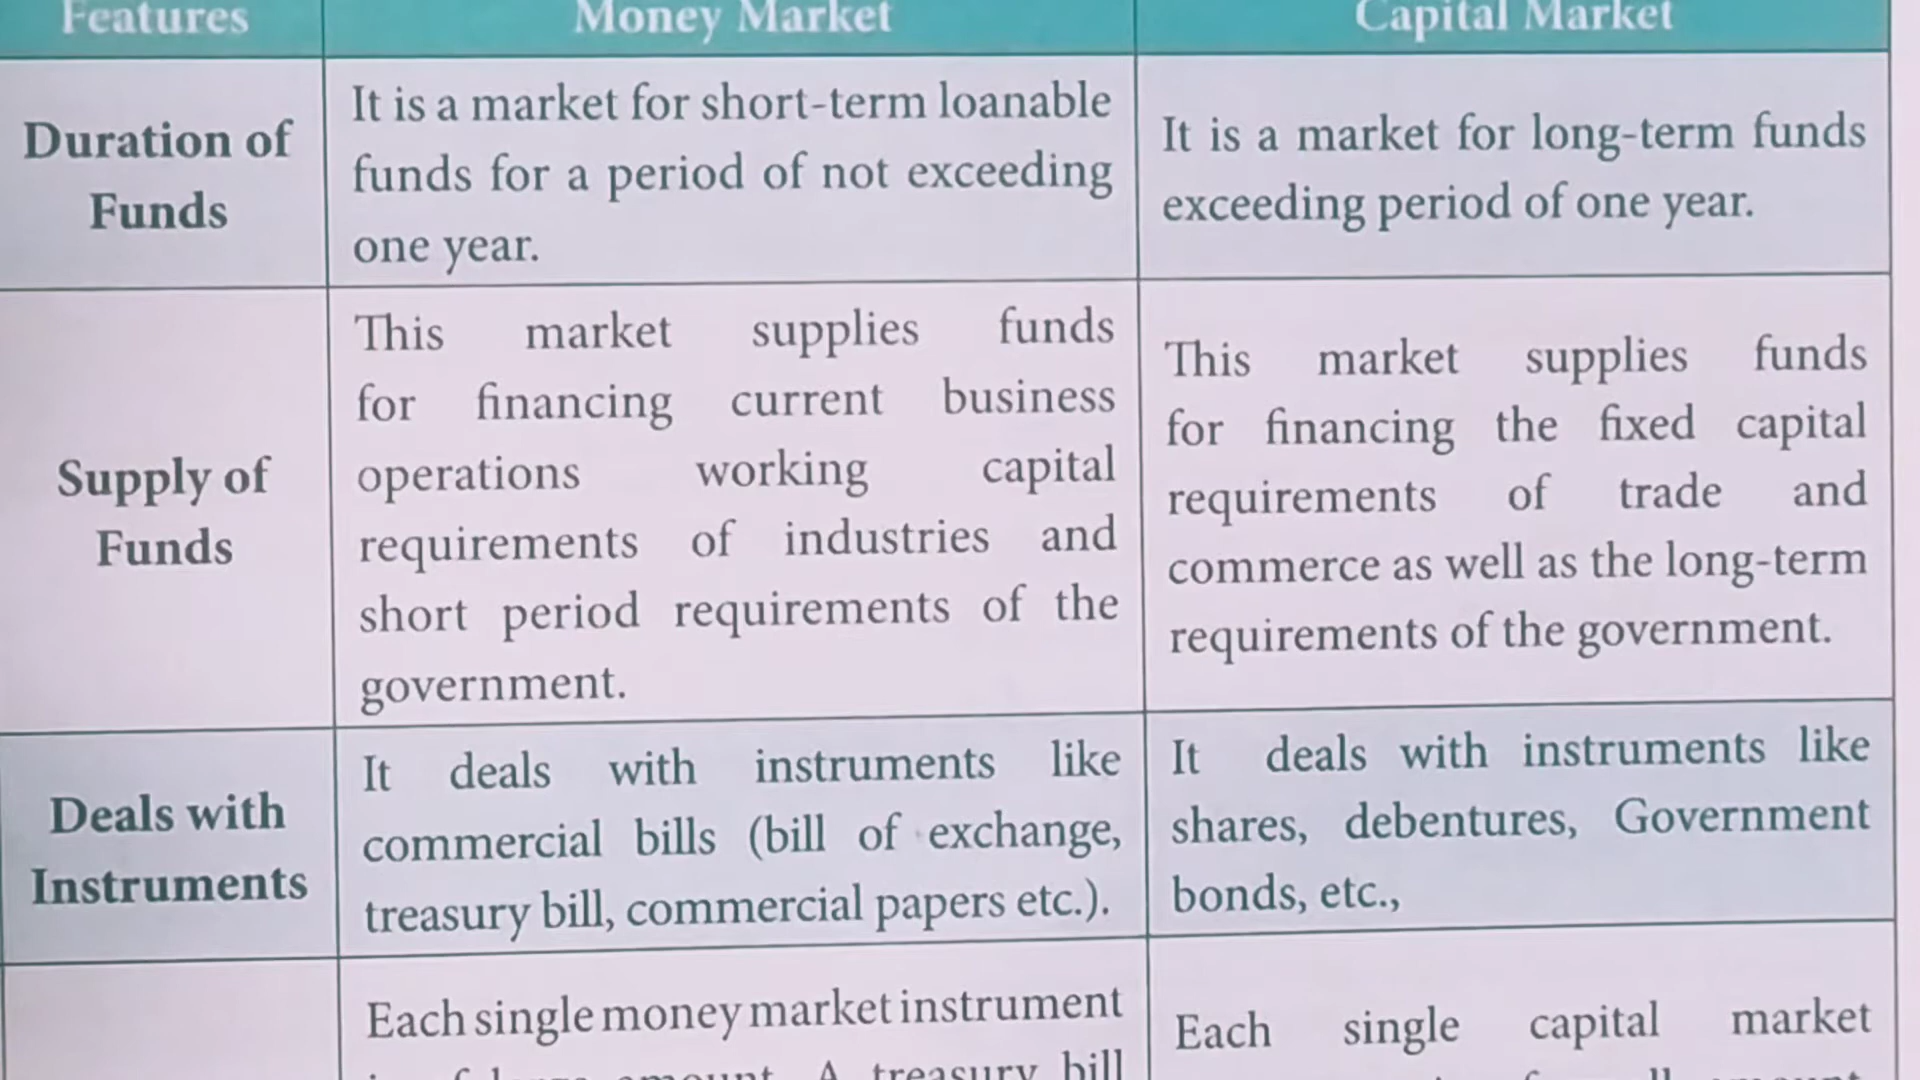 Features Money Market Capital Market
Duration of
Funds
It is a market for short-term loanable
funds for a period of not exceeding
one year.
It is a market for long-term funds
exceeding period of one year.
Supply of
Funds
This market supplies funds
for financing current business
operations working capital
requirements of industries and
short period requirements of the
government.
This market supplies funds
for financing the fixed capital
requirements of trade and
commerce as well as the long-term
requirements of the government.
Deals with
Instruments
It deals with instruments like
commercial bills (bill of exchange,
treasury bill, commercial papers etc.).
It deals with instruments like
shares, debentures, Government
bonds, etc.,
Each single money market instrument
amount. A treasury bill
Each single capital market